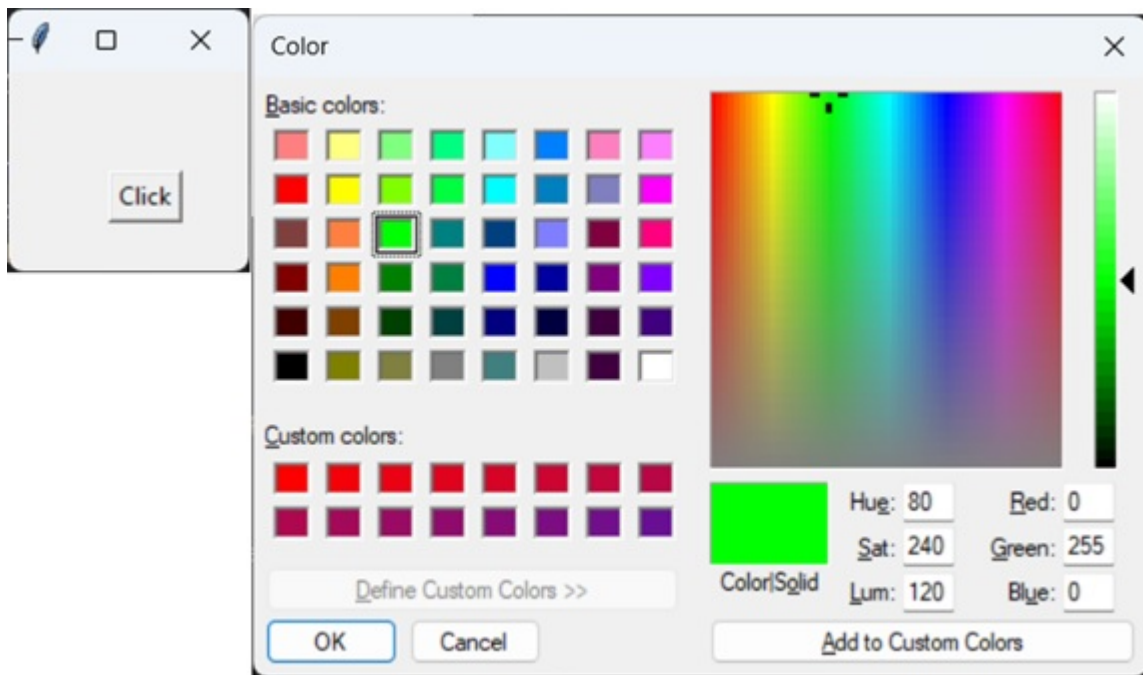 Color
Click
Basic colors:
Custom colors:
Define Custom Colors >>
OK Cancel
Color|Solid
Hue: 80 Red: 0
Sat: 240 Green: 255
Lum: 120 Blue: 0
Add to Custom Colors